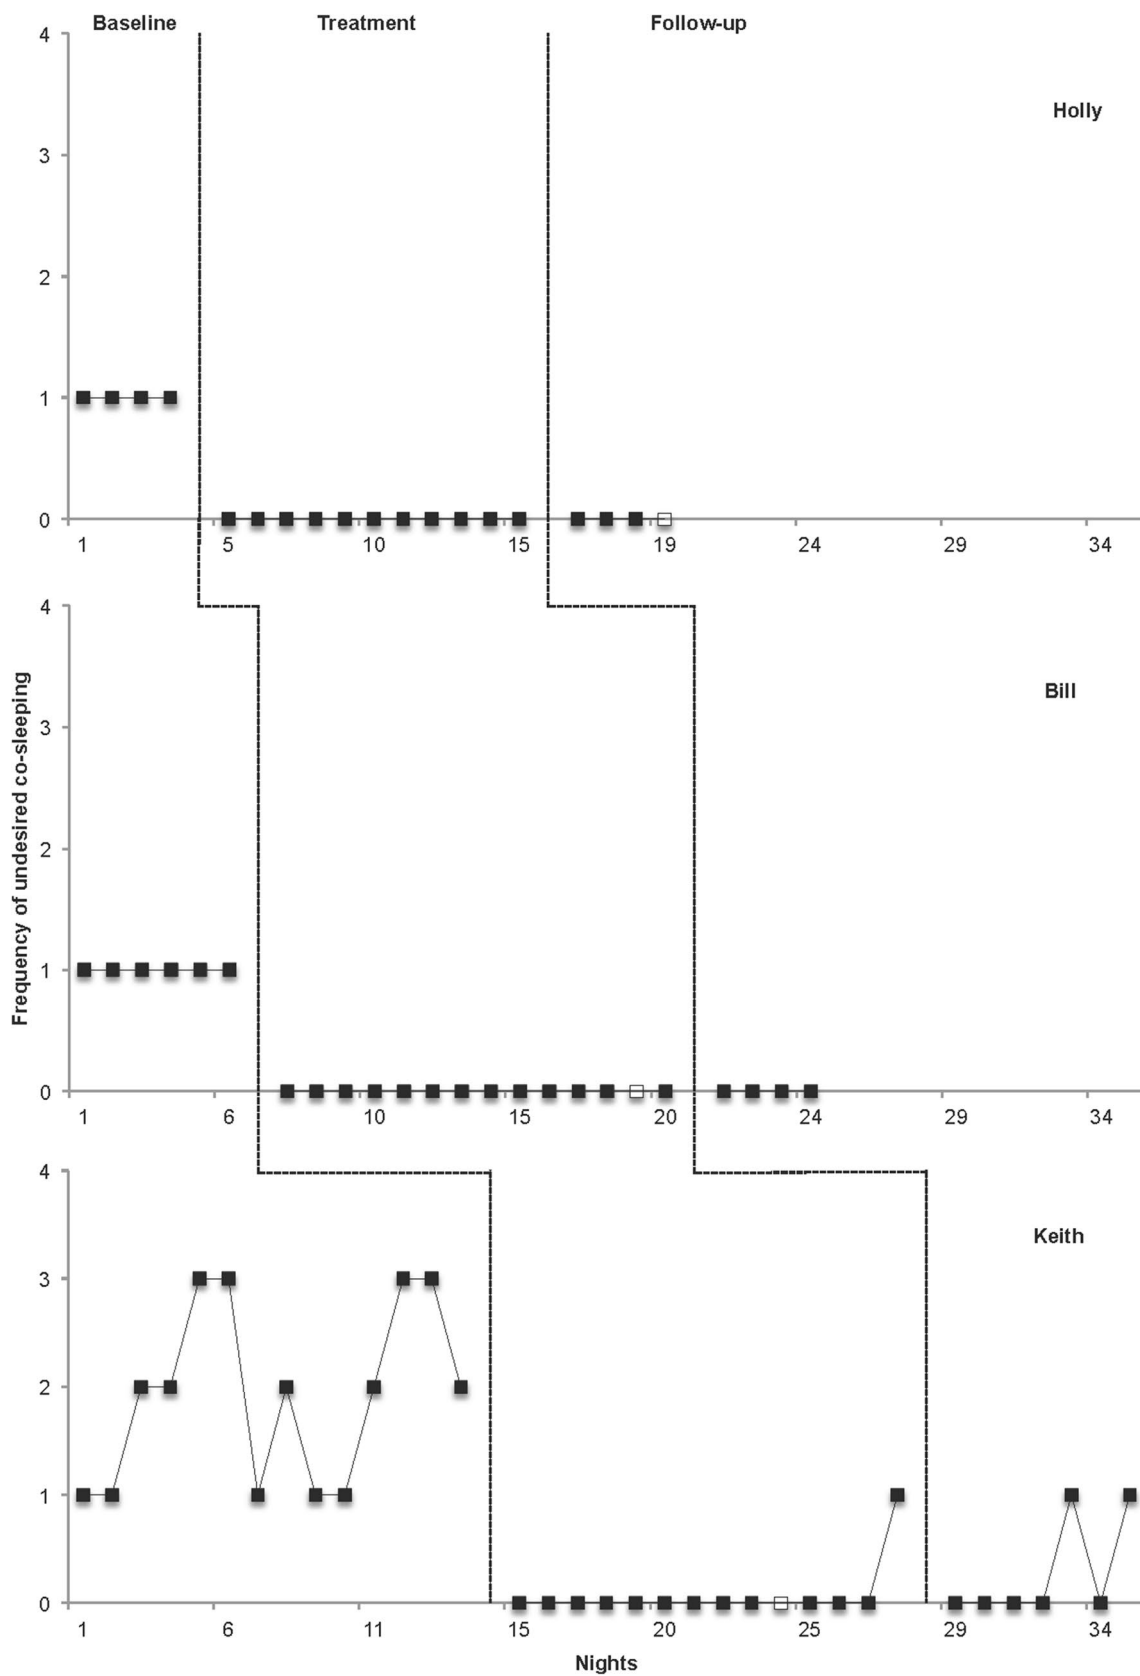 Baseline Treatment Follow-up
4
Holly
3
2
1
0
1 5 10 15 19 24 29 34
4
Bill
3
2
1
0
1 6 10 15 20 24 29 34
Frequency of undesired co-sleeping
4
Keith
3
2
1
0
1 6 11 15 20 25 29 34
Nights